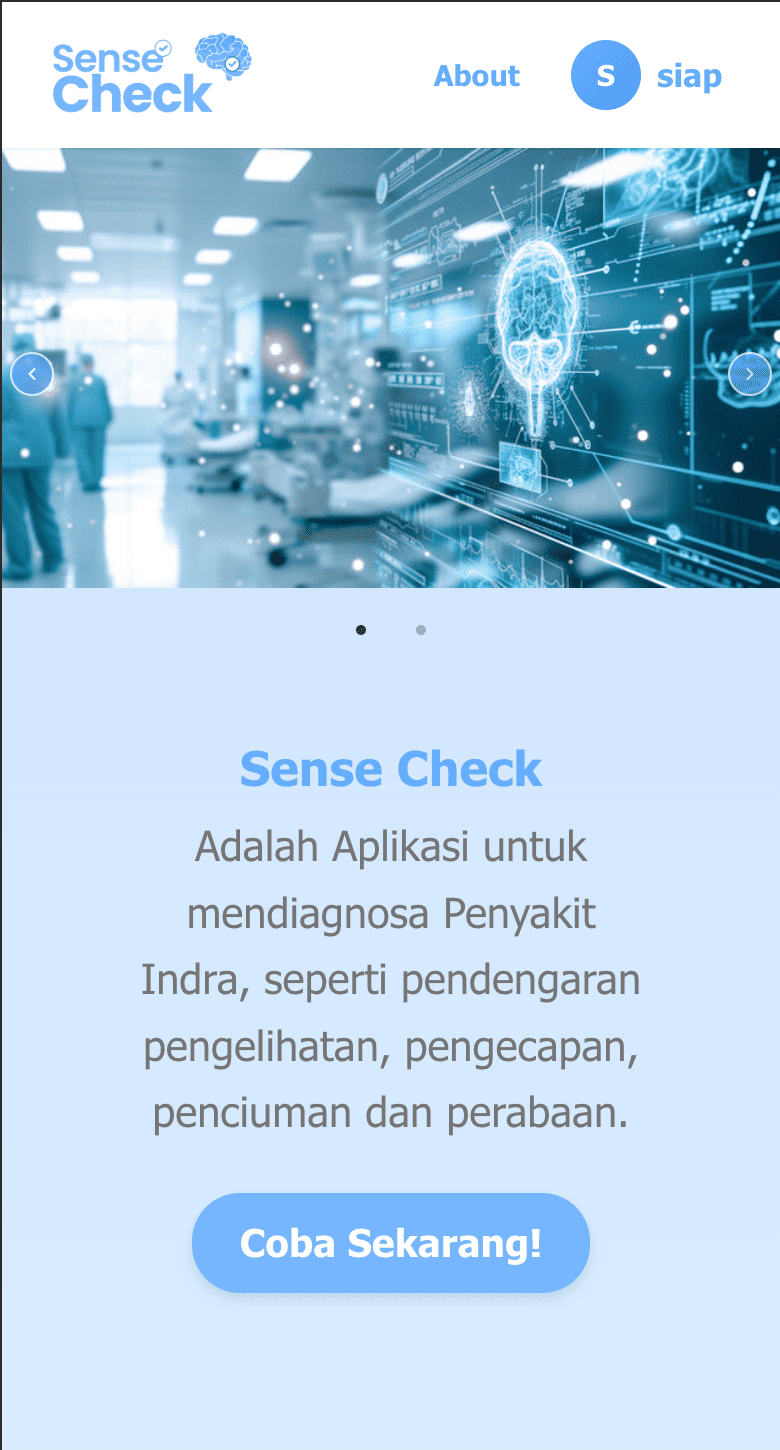 Sense
Check
About
S
siap
Sense Check
Adalah Aplikasi untuk
mendiagnosa Penyakit
Indra, seperti pendengaran
pengelihatan, pengecapan,
penciuman dan perabaan.
Coba Sekarang!